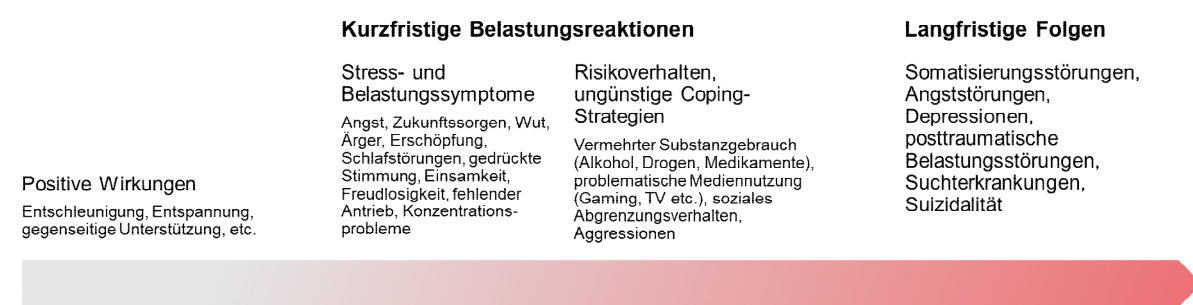 Kurzfristige Belastungsreaktionen
Langfristige Folgen
Positive Wirkungen
Entschleunigung, Entspannung,
gegenseitige Unterstützung, etc.
Stress- und
Belastungssymptome
Angst, Zukunftssorgen, Wut,
Ärger, Erschöpfung,
Schlafstörungen, gedrückte
Stimmung, Einsamkeit,
Freudlosigkeit, fehlender
Antrieb, Konzentrations-
probleme
Risikoverhalten,
ungünstige Coping-
Strategien
Vermehrter Substanzgebrauch
(Alkohol, Drogen, Medikamente),
problematische Mediennutzung
(Gaming, TV etc.), soziales
Abgrenzungsverhalten,
Aggressionen
Somatisierungsstörungen,
Angststörungen,
Depressionen,
posttraumatische
Belastungsstörungen,
Suchterkrankungen,
Suizidalität